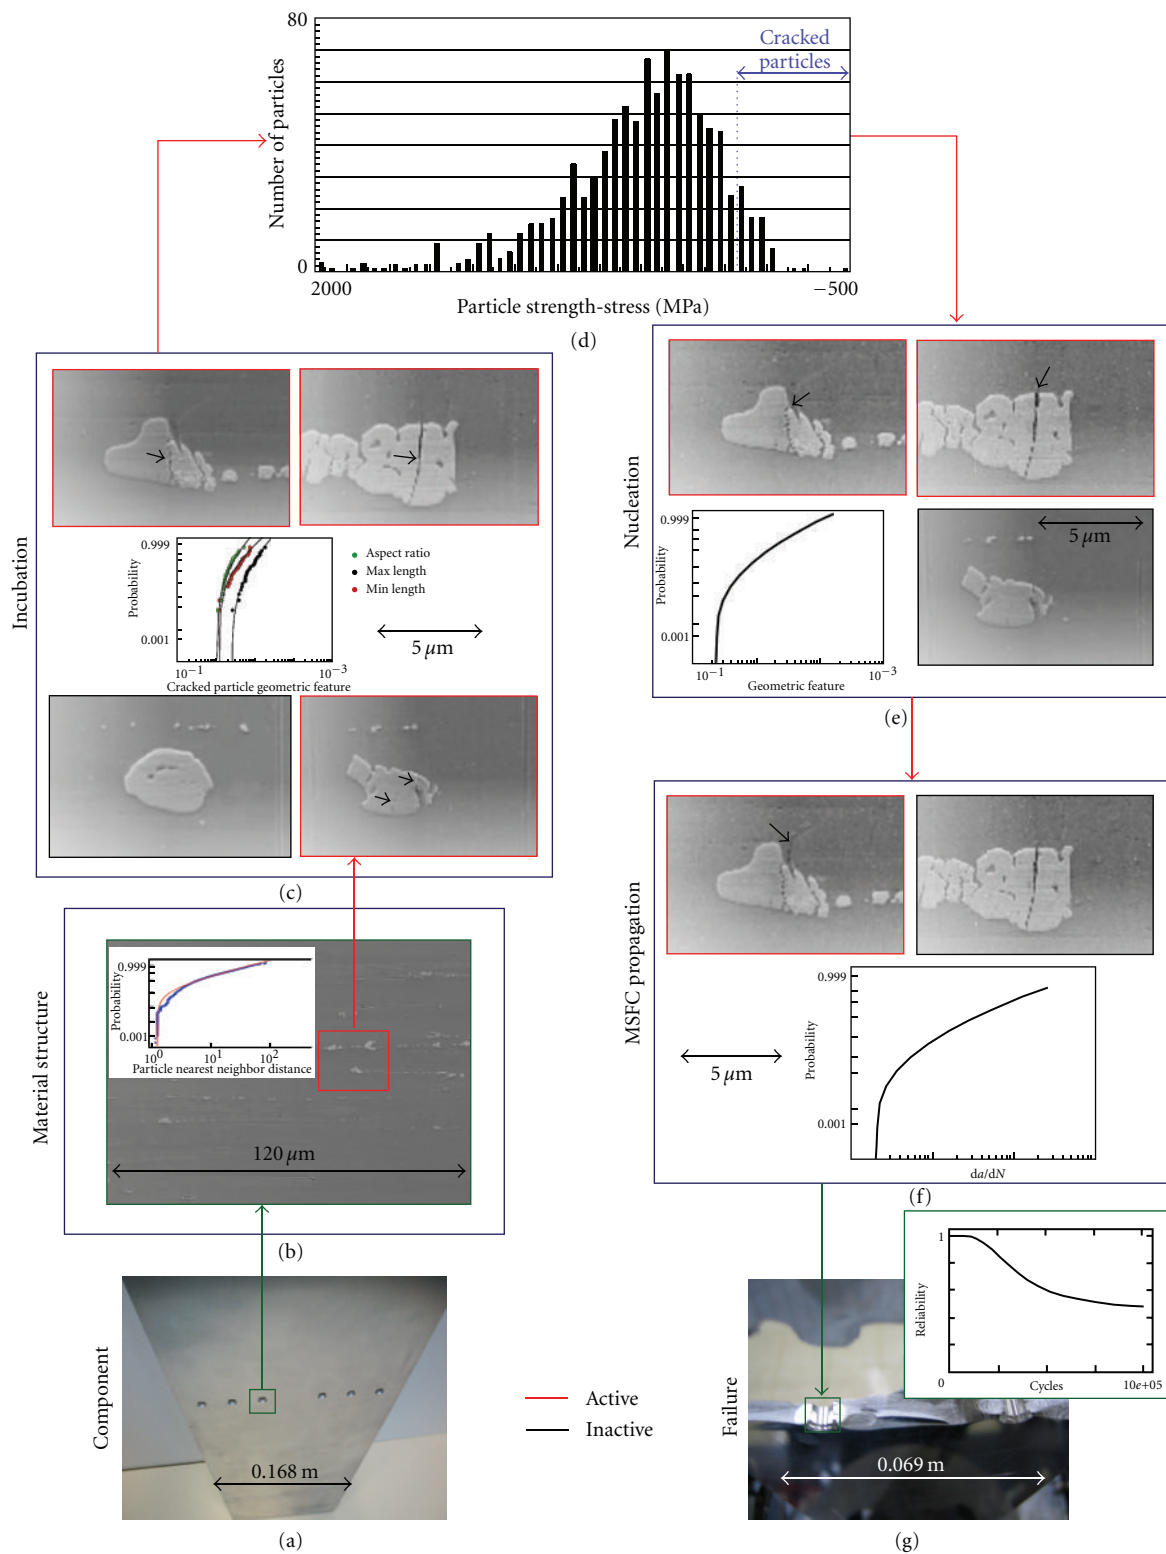 80
Cracked
particles
Number of particles
0
2000
−500
Particle strength-stress (MPa)
(d)
Incubation
0.999
Probability
0.001
10−1
10−3
Cracked particle geometric feature
Aspect ratio
Max length
Min length
5 μm
(c)
Nucleation
0.999
Probability
0.001
10−1
10−3
Geometric feature
5 μm
(e)
Material structure
0.999
Probability
0.001
10^0
10^1
10^2
Particle nearest neighbor distance
120 μm
(b)
MSFC propagation
5 μm
0.999
Probability
0.001
da/dN
(f)
Component
0.168 m
(a)
Active
Inactive
Failure
1
Reliability
0
Cycles
10e+05
0.069 m
(g)